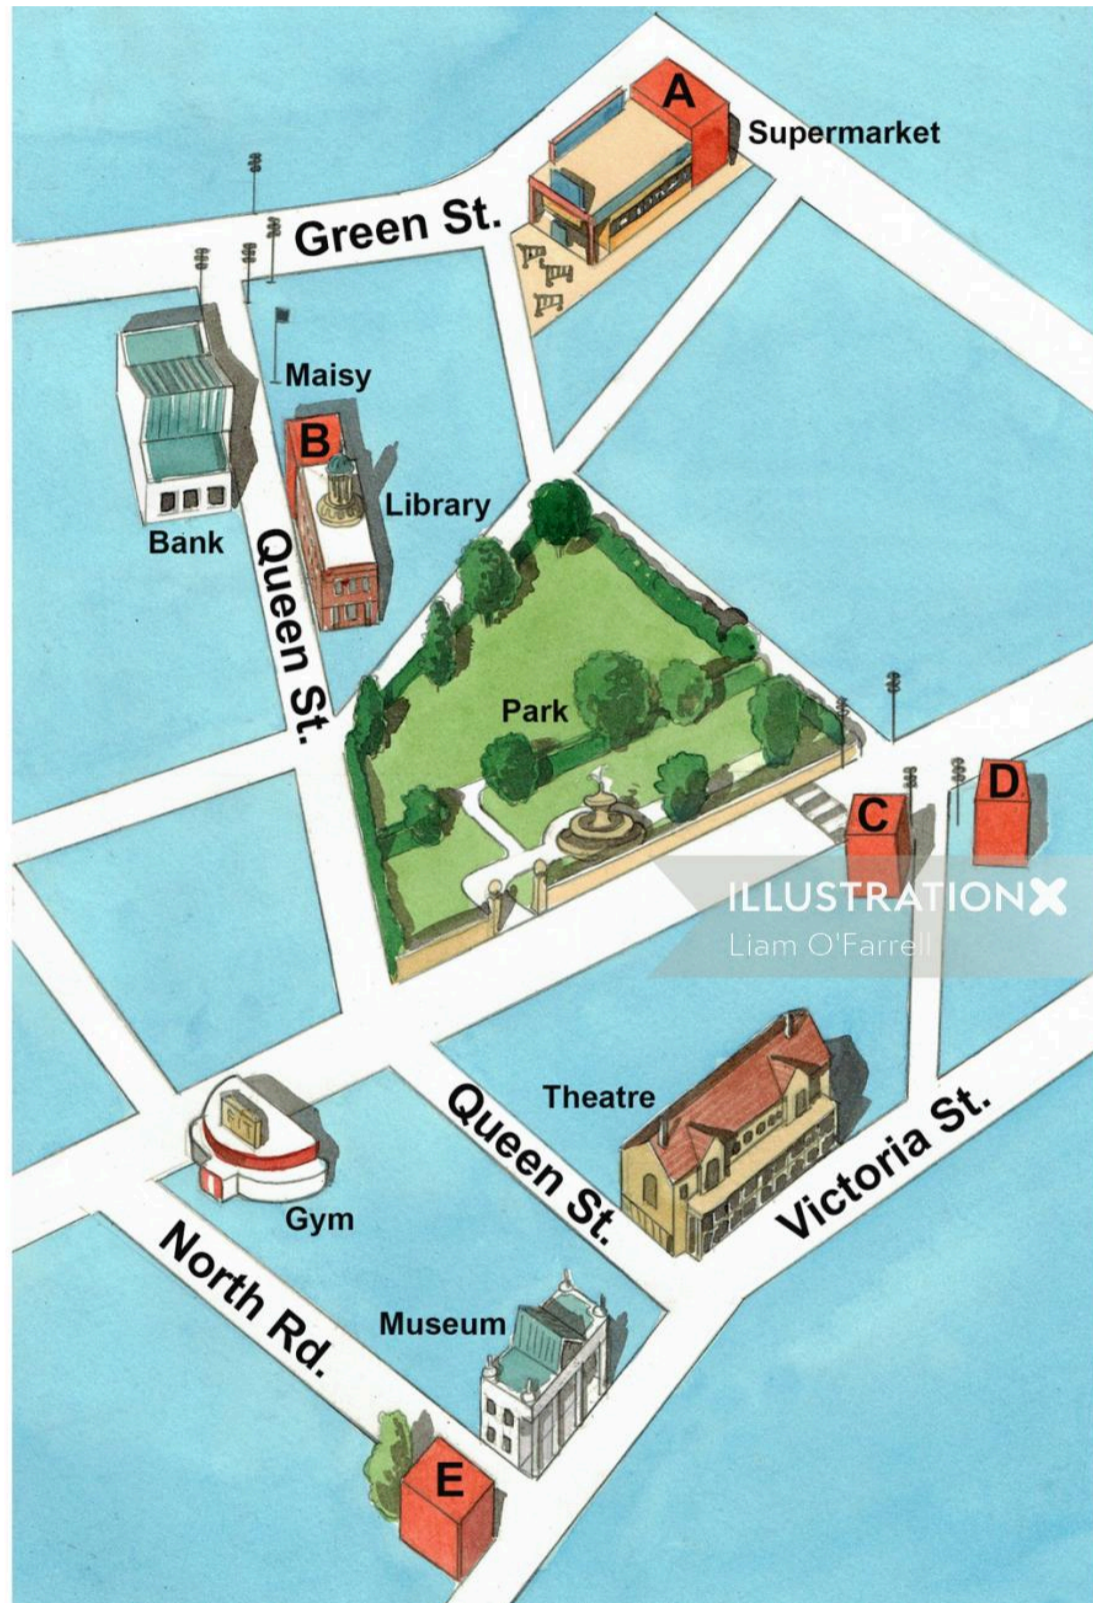 A
Supermarket
Green St.
Maisy
B
Library
Bank
Queen St.
Park
D
C
ILLUSTRATIONX
Liam O'Farrell
Theatre
Queen St.
Victoria St.
FIT
Gym
North Rd.
Museum
E